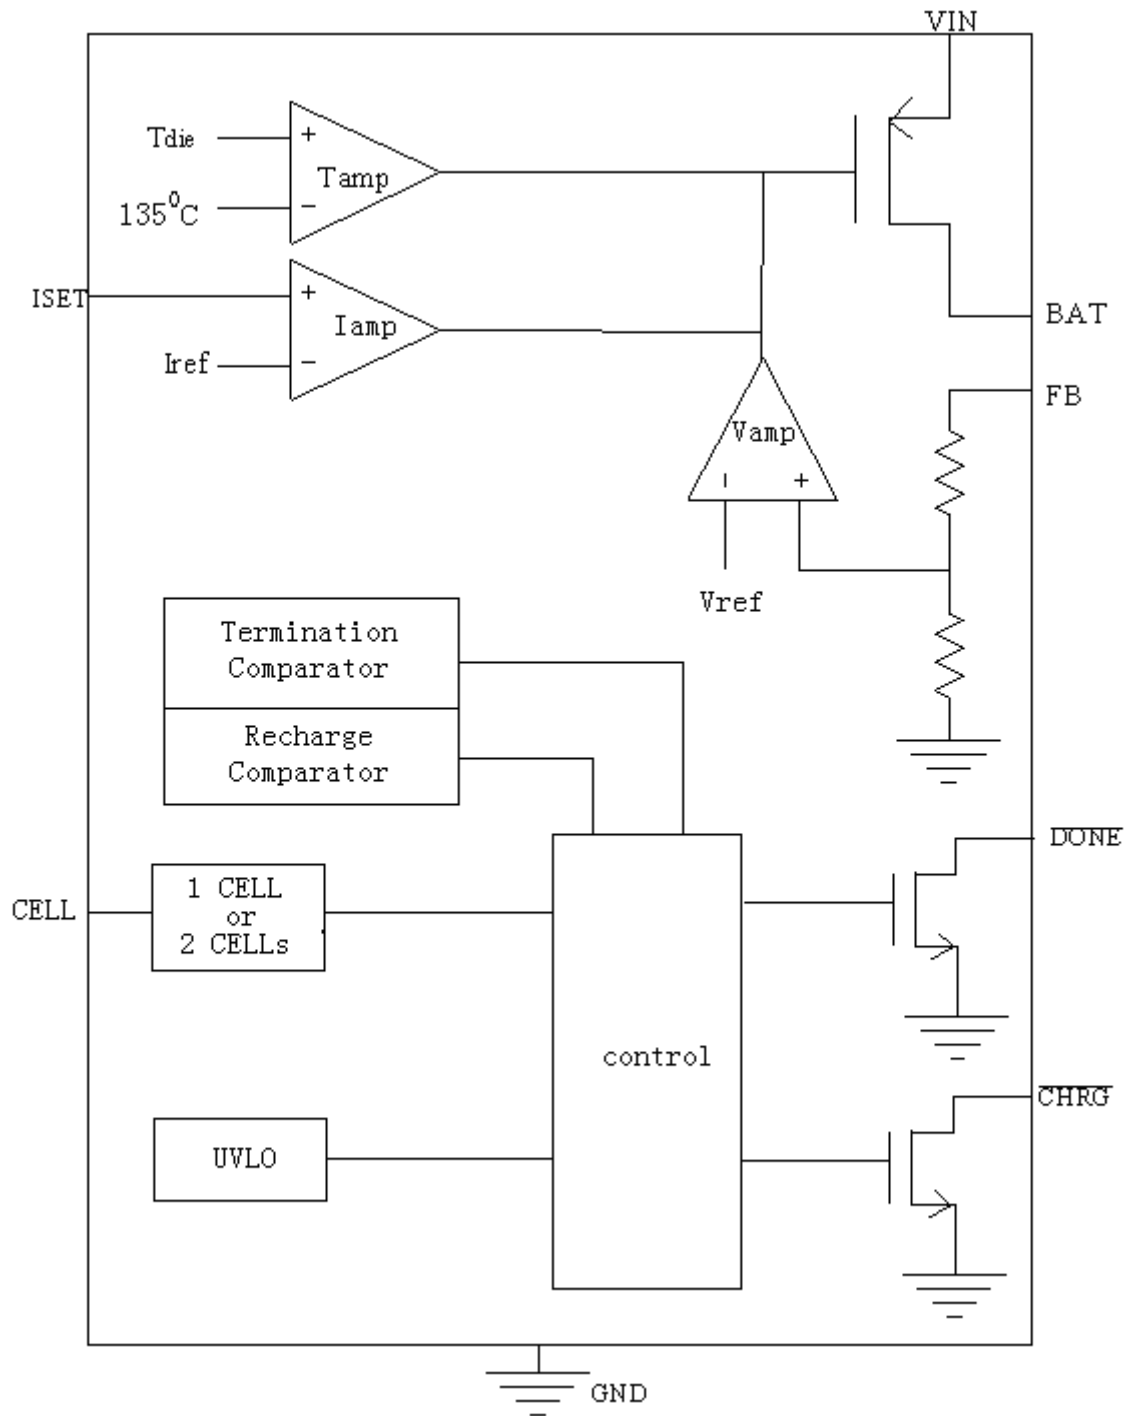 VIN
Tdie
+
Tamp
135⁰C
−
ISET
+
Iamp
Iref
−
BAT
FB
Vamp
− +
Vref
Termination
Comparator
Recharge
Comparator
DONE
CELL
1 CELL
or
2 CELLs
control
CHRG
UVLO
GND